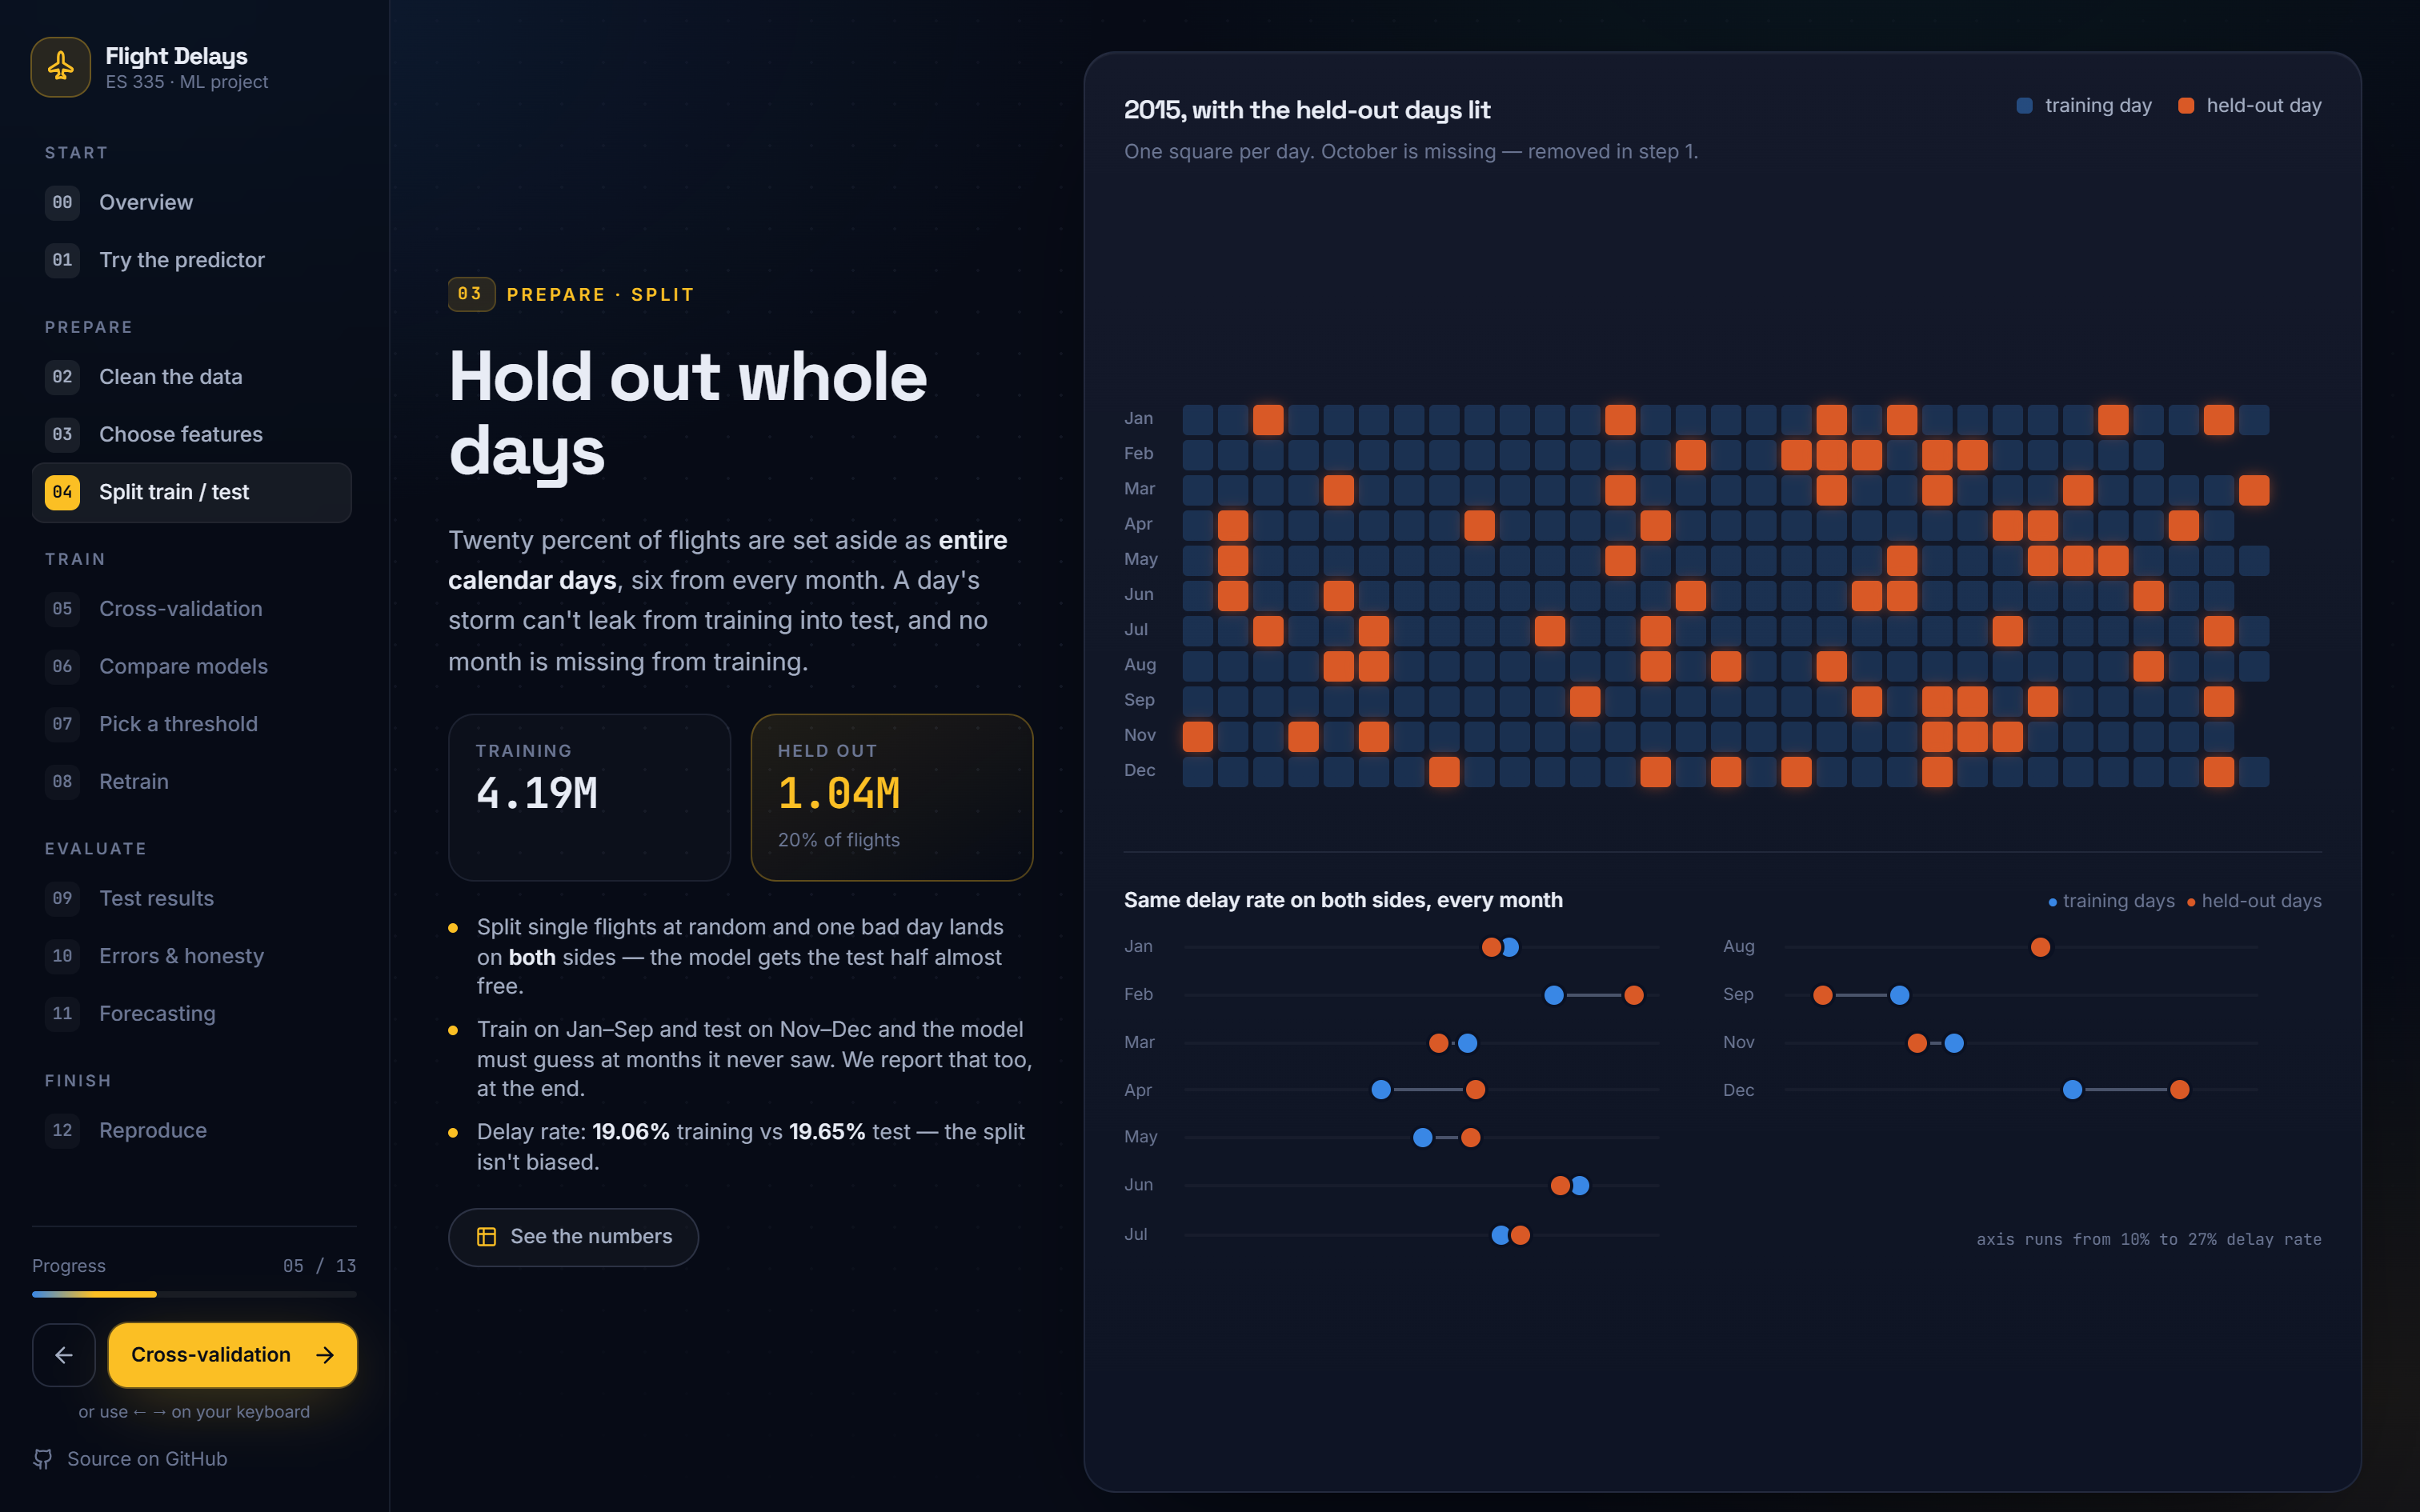 Flight Delays
ES 335 · ML project
START
00 Overview
01 Try the predictor
PREPARE
02 Clean the data
03 Choose features
04 Split train / test
TRAIN
05 Cross-validation
06 Compare models
07 Pick a threshold
08 Retrain
EVALUATE
09 Test results
10 Errors & honesty
11 Forecasting
FINISH
12 Reproduce
Progress 05 / 13
← Cross-validation →
or use ← → on your keyboard
Source on GitHub
03 PREPARE · SPLIT
Hold out whole
days
Twenty percent of flights are set aside as entire
calendar days, six from every month. A day's
storm can't leak from training into test, and no
month is missing from training.
TRAINING
4.19M
HELD OUT
1.04M
20% of flights
Split single flights at random and one bad day lands
on both sides — the model gets the test half almost
free.
Train on Jan–Sep and test on Nov–Dec and the model
must guess at months it never saw. We report that too,
at the end.
Delay rate: 19.06% training vs 19.65% test — the split
isn't biased.
See the numbers
2015, with the held-out days lit
training day held-out day
One square per day. October is missing — removed in step 1.
Jan
Feb
Mar
Apr
May
Jun
Jul
Aug
Sep
Nov
Dec
Same delay rate on both sides, every month
training days held-out days
Jan
Feb
Mar
Apr
May
Jun
Jul
Aug
Sep
Nov
Dec
axis runs from 10% to 27% delay rate